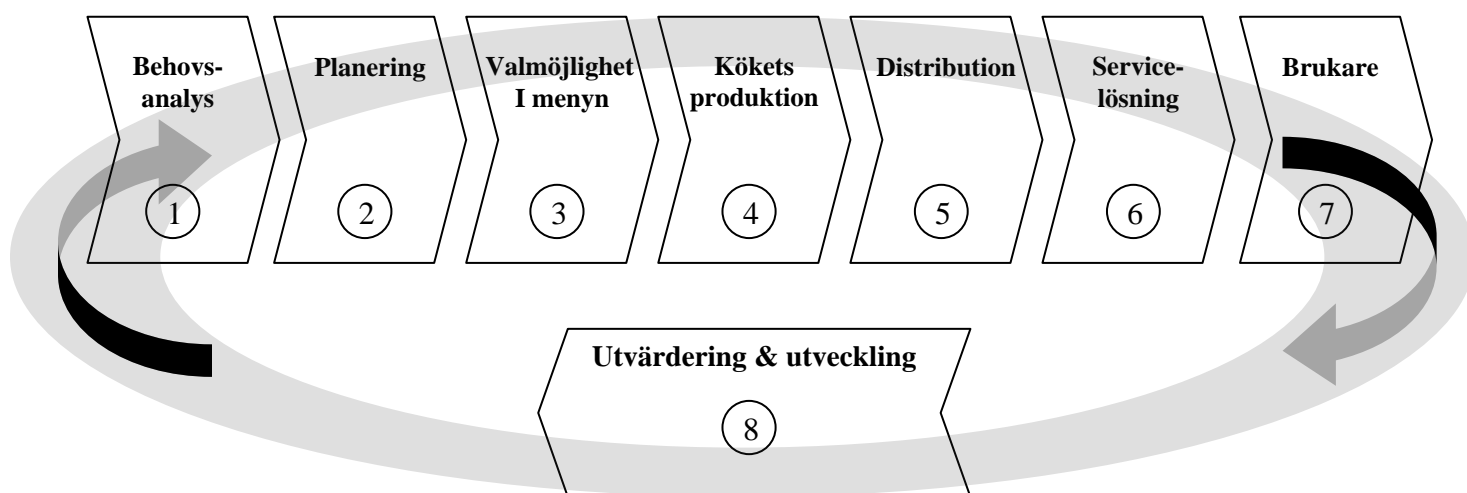 Behovs-
analys
1
Planering
2
Valmöjlighet
I menyn
3
Kökets
produktion
4
Distribution
5
Service-
lösning
6
Brukare
7
Utvärdering & utveckling
8